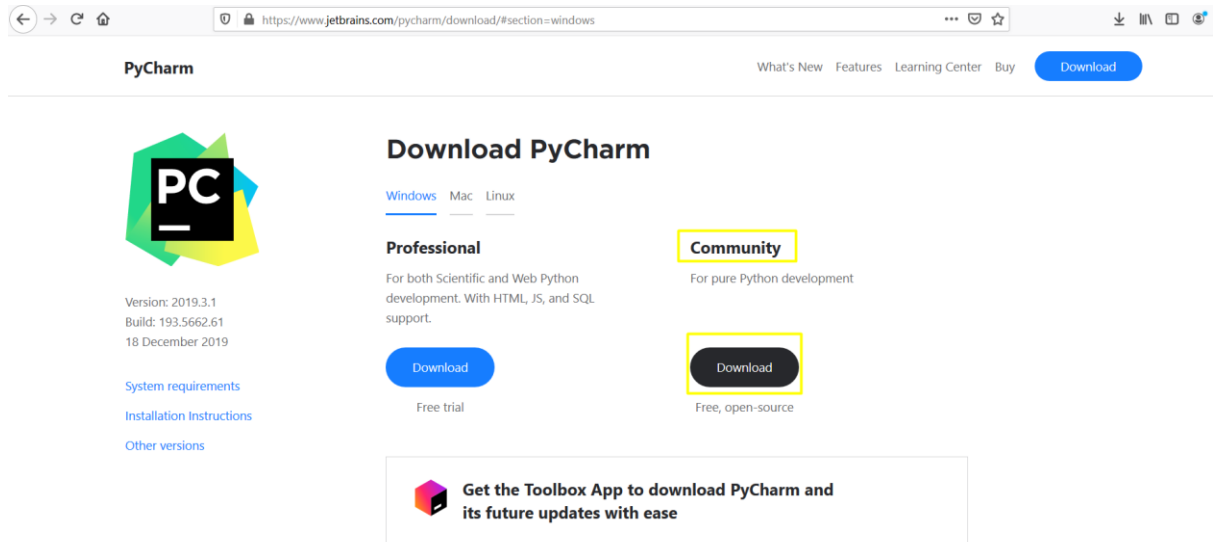 https://www.jetbrains.com/pycharm/download/#section=windows
PyCharm
What's New Features Learning Center Buy Download
PC
Version: 2019.3.1
Build: 193.5662.61
18 December 2019
System requirements
Installation Instructions
Other versions
Download PyCharm
Windows Mac Linux
Professional
For both Scientific and Web Python
development. With HTML, JS, and SQL
support.
Download
Free trial
Community
For pure Python development
Download
Free, open-source
Get the Toolbox App to download PyCharm and
its future updates with ease